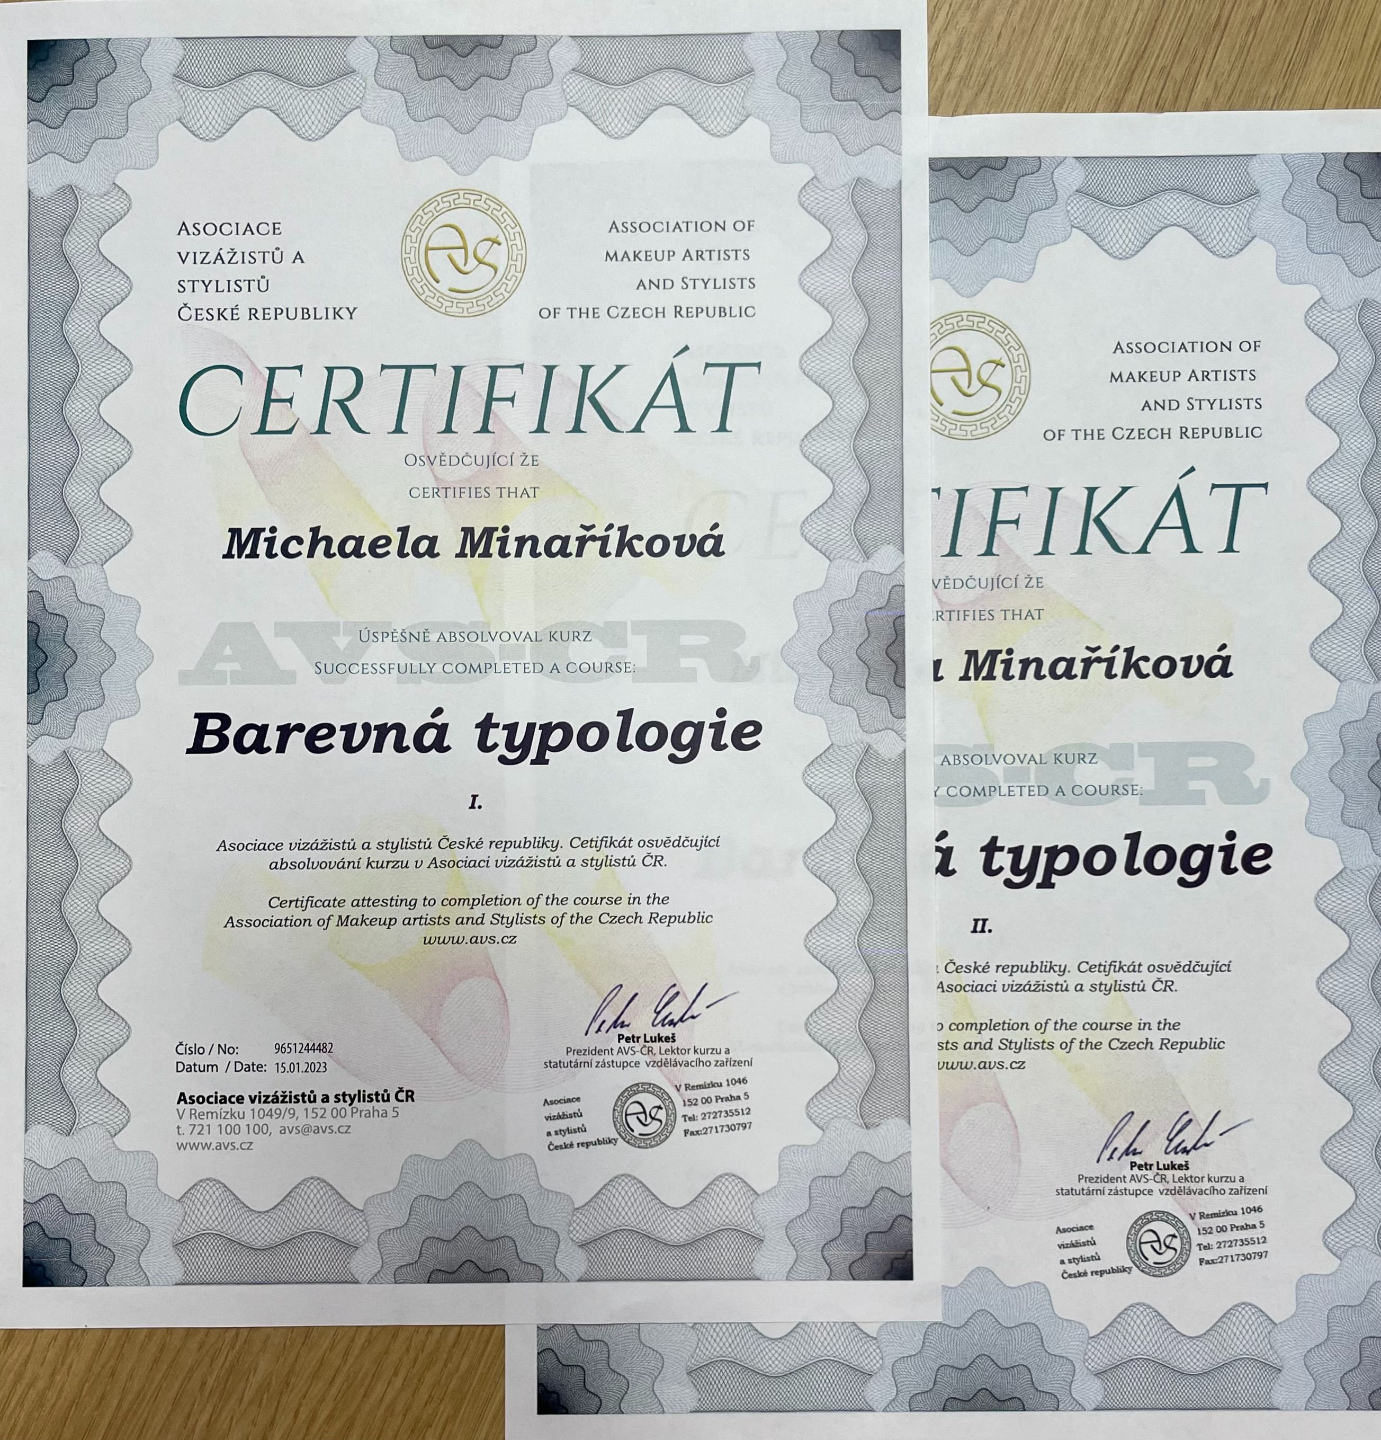 ASOCIACE
VIZÁŽISTŮ A
STYLISTŮ
ČESKÉ REPUBLIKY
ASSOCIATION OF
MAKEUP ARTISTS
AND STYLISTS
OF THE CZECH REPUBLIC
CERTIFIKÁT
OSVĚDČUJÍCÍ ŽE
CERTIFIES THAT
Michaela Minaříková
AVS-CR
ÚSPĚŠNĚ ABSOLVOVAL KURZ
SUCCESSFULLY COMPLETED A COURSE:
Barevná typologie
I.
Asociace vizážistů a stylistů České republiky. Cetifikát osvědčující
absolvování kurzu v Asociaci vizážistů a stylistů ČR.
Certificate attesting to completion of the course in the
Association of Makeup artists and Stylists of the Czech Republic
www.avs.cz
Číslo / No: 9651244482
Datum / Date: 15.01.2023
Asociace vizážistů a stylistů ČR
V Remízku 1049/9, 152 00 Praha 5
t. 721 100 100, avs@avs.cz
www.avs.cz
Petr Lukeš
Prezident AVS-ČR, Lektor kurzu a
statutární zástupce vzdělávacího zařízení
Asociace
vizážistů
a stylistů
České republiky
AVS
V Remízku 1046
152 00 Praha 5
Tel: 272735512
Fax:271730797
ASSOCIATION OF
MAKEUP ARTISTS
AND STYLISTS
OF THE CZECH REPUBLIC
TIFIKÁT
VĚDČUJÍCÍ ŽE
RTIFIES THAT
a Minaříková
S-CR
ABSOLVOVAL KURZ
Y COMPLETED A COURSE:
á typologie
II.
České republiky. Cetifikát osvědčující
Asociaci vizážistů a stylistů ČR.
o completion of the course in the
sts and Stylists of the Czech Republic
www.avs.cz
Petr Lukeš
Prezident AVS-ČR, Lektor kurzu a
statutární zástupce vzdělávacího zařízení
Asociace
vizážistů
a stylistů
České republiky
AVS
V Remízku 1046
152 00 Praha 5
Tel: 272735512
Fax:271730797